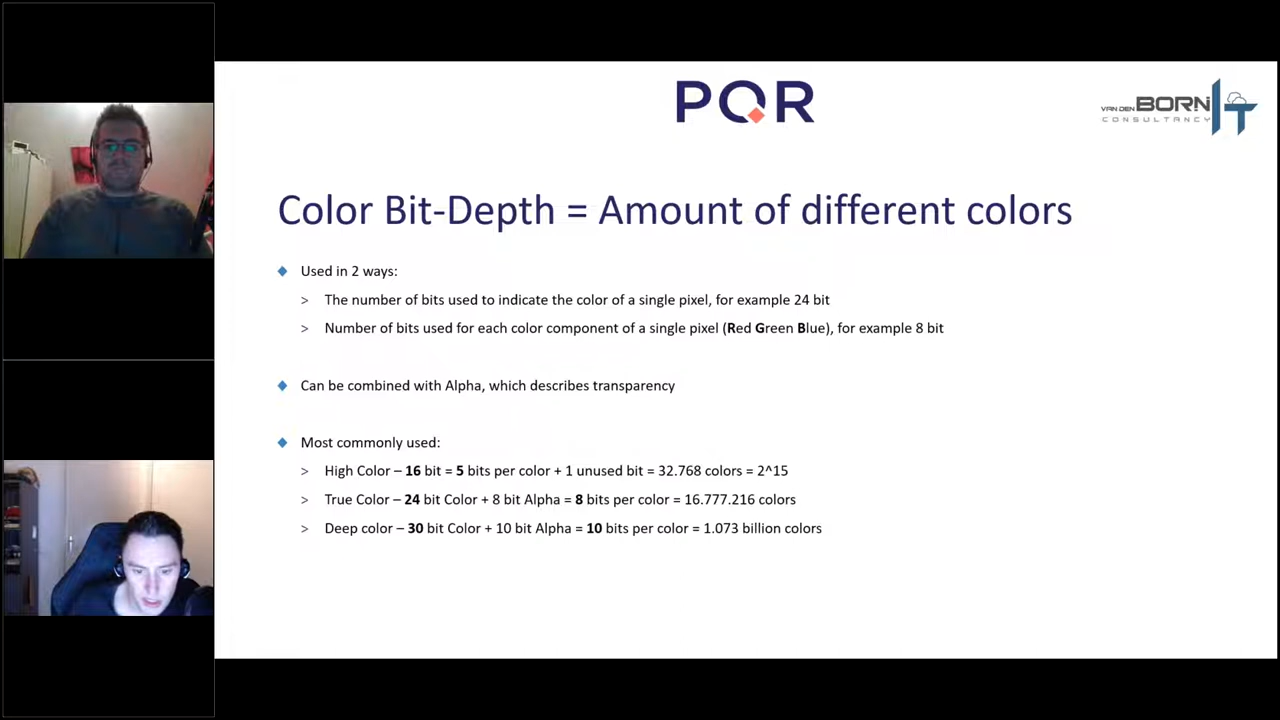 PQR
VAN DEN BORN IT
CONSULTANCY
Color Bit-Depth = Amount of different colors
Used in 2 ways:
> The number of bits used to indicate the color of a single pixel, for example 24 bit
> Number of bits used for each color component of a single pixel (Red Green Blue), for example 8 bit
Can be combined with Alpha, which describes transparency
Most commonly used:
> High Color – 16 bit = 5 bits per color + 1 unused bit = 32.768 colors = 2^15
> True Color – 24 bit Color + 8 bit Alpha = 8 bits per color = 16.777.216 colors
> Deep color – 30 bit Color + 10 bit Alpha = 10 bits per color = 1.073 billion colors